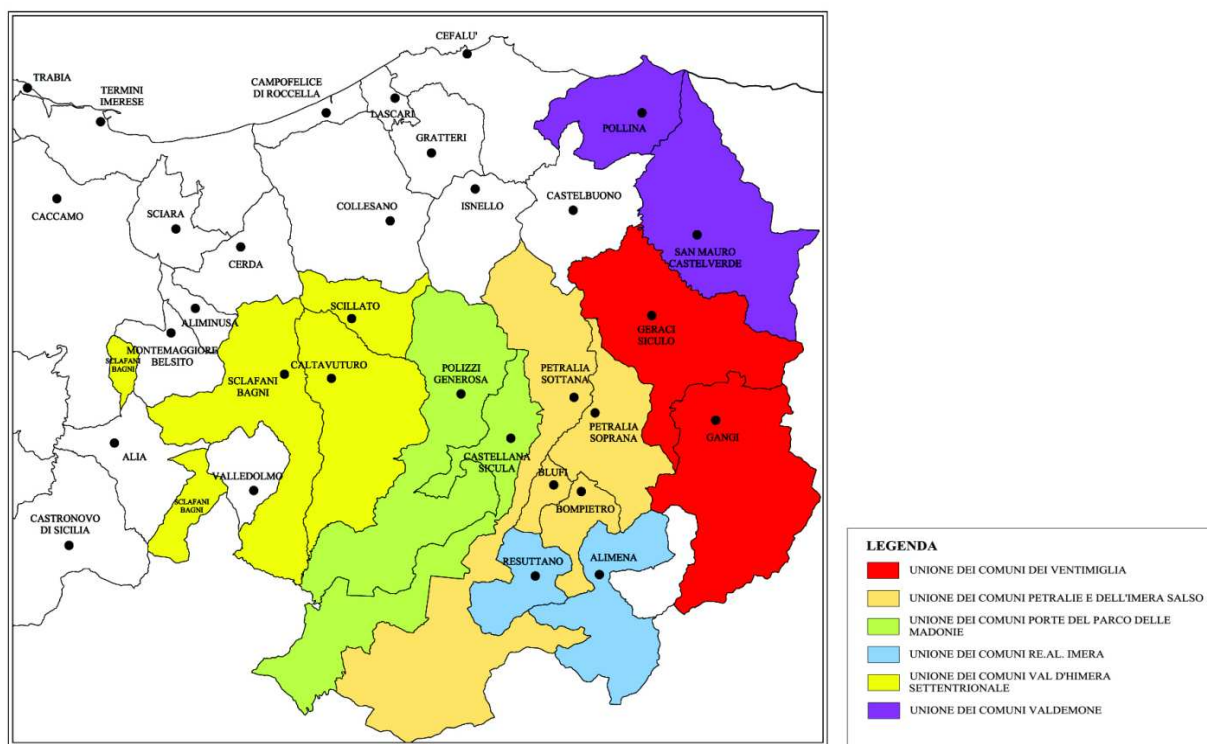 CEFALU'
TRABIA
TERMINI
IMERESE
CAMPOFELICE
DI ROCCELLA
LASCARI
POLLINA
GRATTERI
CACCAMO
SCIARA
COLLESANO
ISNELLO
CASTELBUONO
CERDA
SAN MAURO
CASTELVERDE
SCILLATO
ALIMINUSA
GERACI
SICULO
MONTEMAGGIORE
BELSITO
SCLAFANI
BAGNI
SCLAFANI
BAGNI
CALTAVUTURO
POLIZZI
GENEROSA
PETRALIA
SOTTANA
PETRALIA
SOPRANA
GANGI
ALIA
CASTELLANA
SICULA
VALLEDOLMO
BLUFI
SCLAFANI
BAGNI
BOMPIETRO
CASTRONOVO
DI SICILIA
RESUTTANO
ALIMENA
LEGENDA
UNIONE DEI COMUNI DEI VENTIMIGLIA
UNIONE DEI COMUNI PETRALIE E DELL'IMERA SALSO
UNIONE DEI COMUNI PORTE DEL PARCO DELLE
MADONIE
UNIONE DEI COMUNI RE.AL. IMERA
UNIONE DEI COMUNI VAL D'HIMERA
SETTENTRIONALE
UNIONE DEI COMUNI VALDEMONE